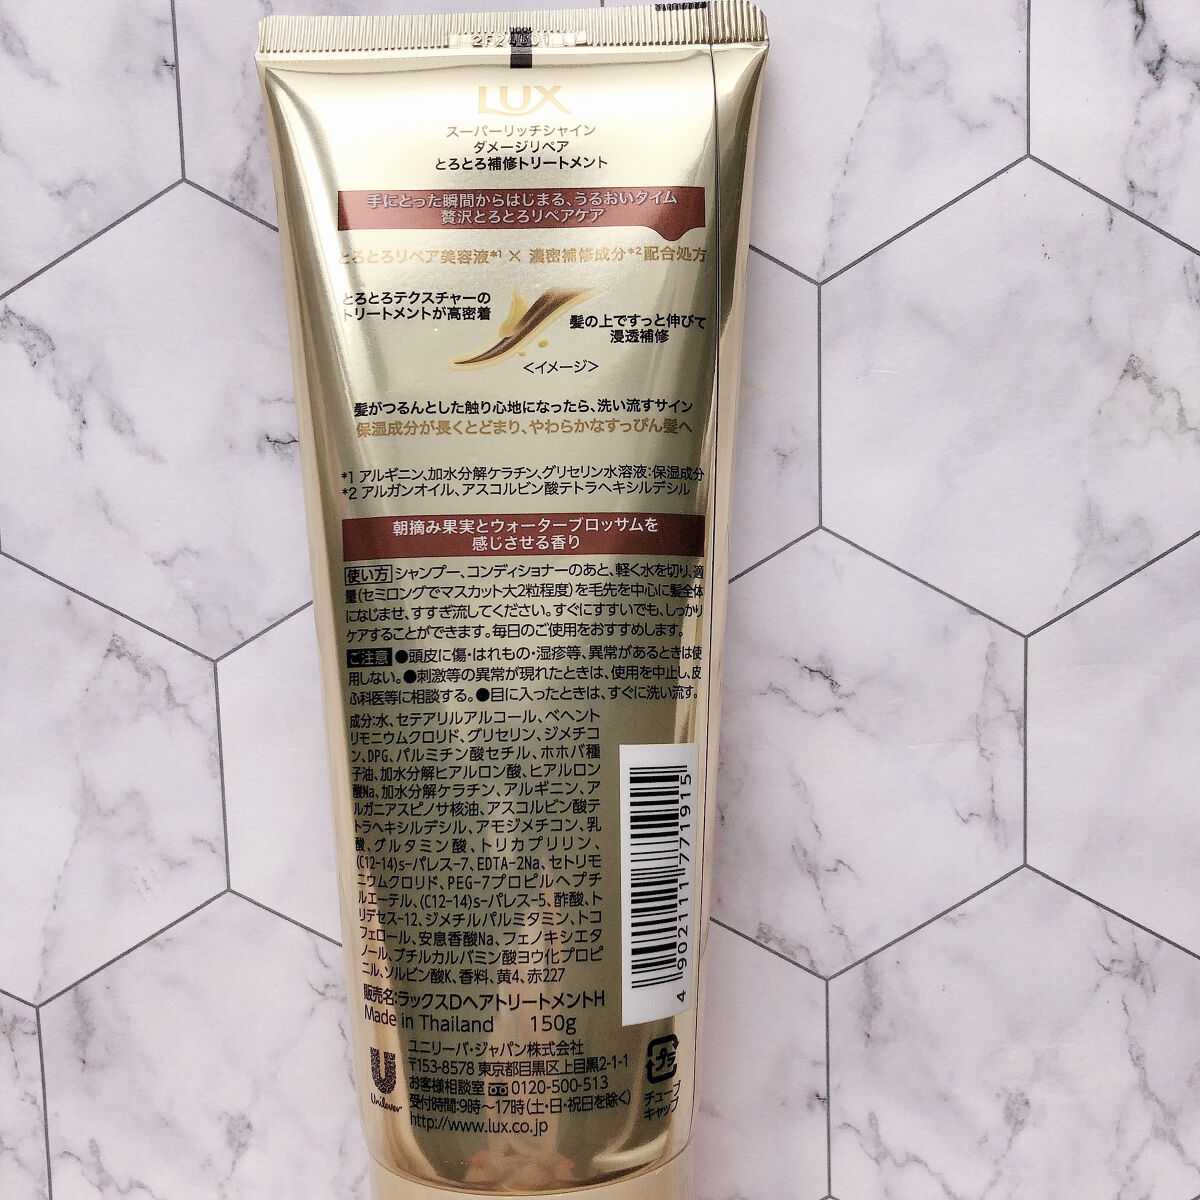 LUX
スーパーリッチシャイン
ダメージリペア
とろとろ補修トリートメント
手にとった瞬間からはじまる、うるおいタイム
贅沢とろとろリペアケア
とろとろリペア美容液*1 × 濃密補修成分*2配合処方
とろとろテクスチャーの
トリートメントが高密着
髪の上ですっと伸びて
浸透補修
<イメージ>
髪がつるんとした触り心地になったら、洗い流すサイン
保湿成分が長くとどまり、やわらかなすっぴん髪へ
*1 アルギニン、加水分解ケラチン、グリセリン水溶液:保湿成分
*2 アルガンオイル、アスコルビン酸テトラヘキシルデシル
朝摘み果実とウォーターブロッサムを
感じさせる香り
使い方 シャンプー、コンディショナーのあと、軽く水を切り、適
量(セミロングでマスカット大2粒程度)を毛先を中心に髪全体
になじませ、すすぎ流してください。すぐにすすいでも、しっかり
ケアすることができます。毎日のご使用をおすすめします。
ご注意 ●頭皮に傷・はれもの・湿疹等、異常があるときは使
用しない。●刺激等の異常が現れたときは、使用を中止し、皮
ふ科医等に相談する。●目に入ったときは、すぐに洗い流す。
成分:水、セテアリルアルコール、ベヘント
リモニウムクロリド、グリセリン、ジメチコ
ン、DPG、パルミチン酸セチル、ホホバ種
子油、加水分解ヒアルロン酸、ヒアルロン
酸Na、加水分解ケラチン、アルギニン、ア
ルガニアスピノサ核油、アスコルビン酸テ
トラヘキシルデシル、アモジメチコン、乳
酸、グルタミン酸、トリカプリリン、
(C12-14)s-パレス-7、EDTA-2Na、セトリモ
ニウムクロリド、PEG-7プロピルヘプチ
ルエーテル、(C12-14)s-パレス-5、酢酸、ト
リデセス-12、ジメチルパルミタミン、トコ
フェロール、安息香酸Na、フェノキシエタ
ノール、ブチルカルバミン酸ヨウ化プロピ
ニル、ソルビン酸K、香料、黄4、赤227
販売名:ラックスDヘアトリートメントH
Made in Thailand 150g
4902111771915
Unilever
ユニリーバ・ジャパン株式会社
〒153-8578 東京都目黒区上目黒2-1-1
お客様相談室 0120-500-513
受付時間:9時〜17時(土・日・祝日を除く)
http://www.lux.co.jp
プラ
チューブ
キャップ